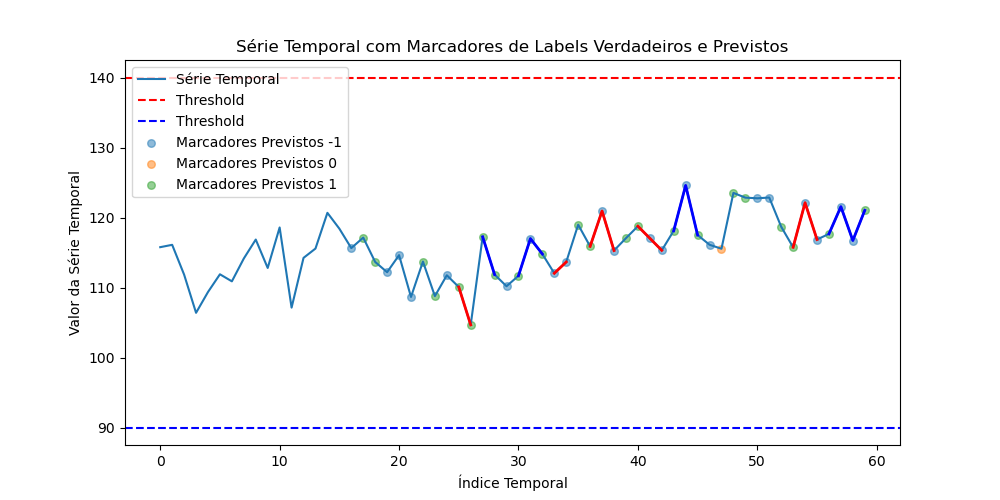 Série Temporal com Marcadores de Labels Verdadeiros e Previstos
Valor da Série Temporal
140
130
120
110
100
90
Série Temporal
Threshold
Threshold
Marcadores Previstos -1
Marcadores Previstos 0
Marcadores Previstos 1
0 10 20 30 40 50 60
Índice Temporal